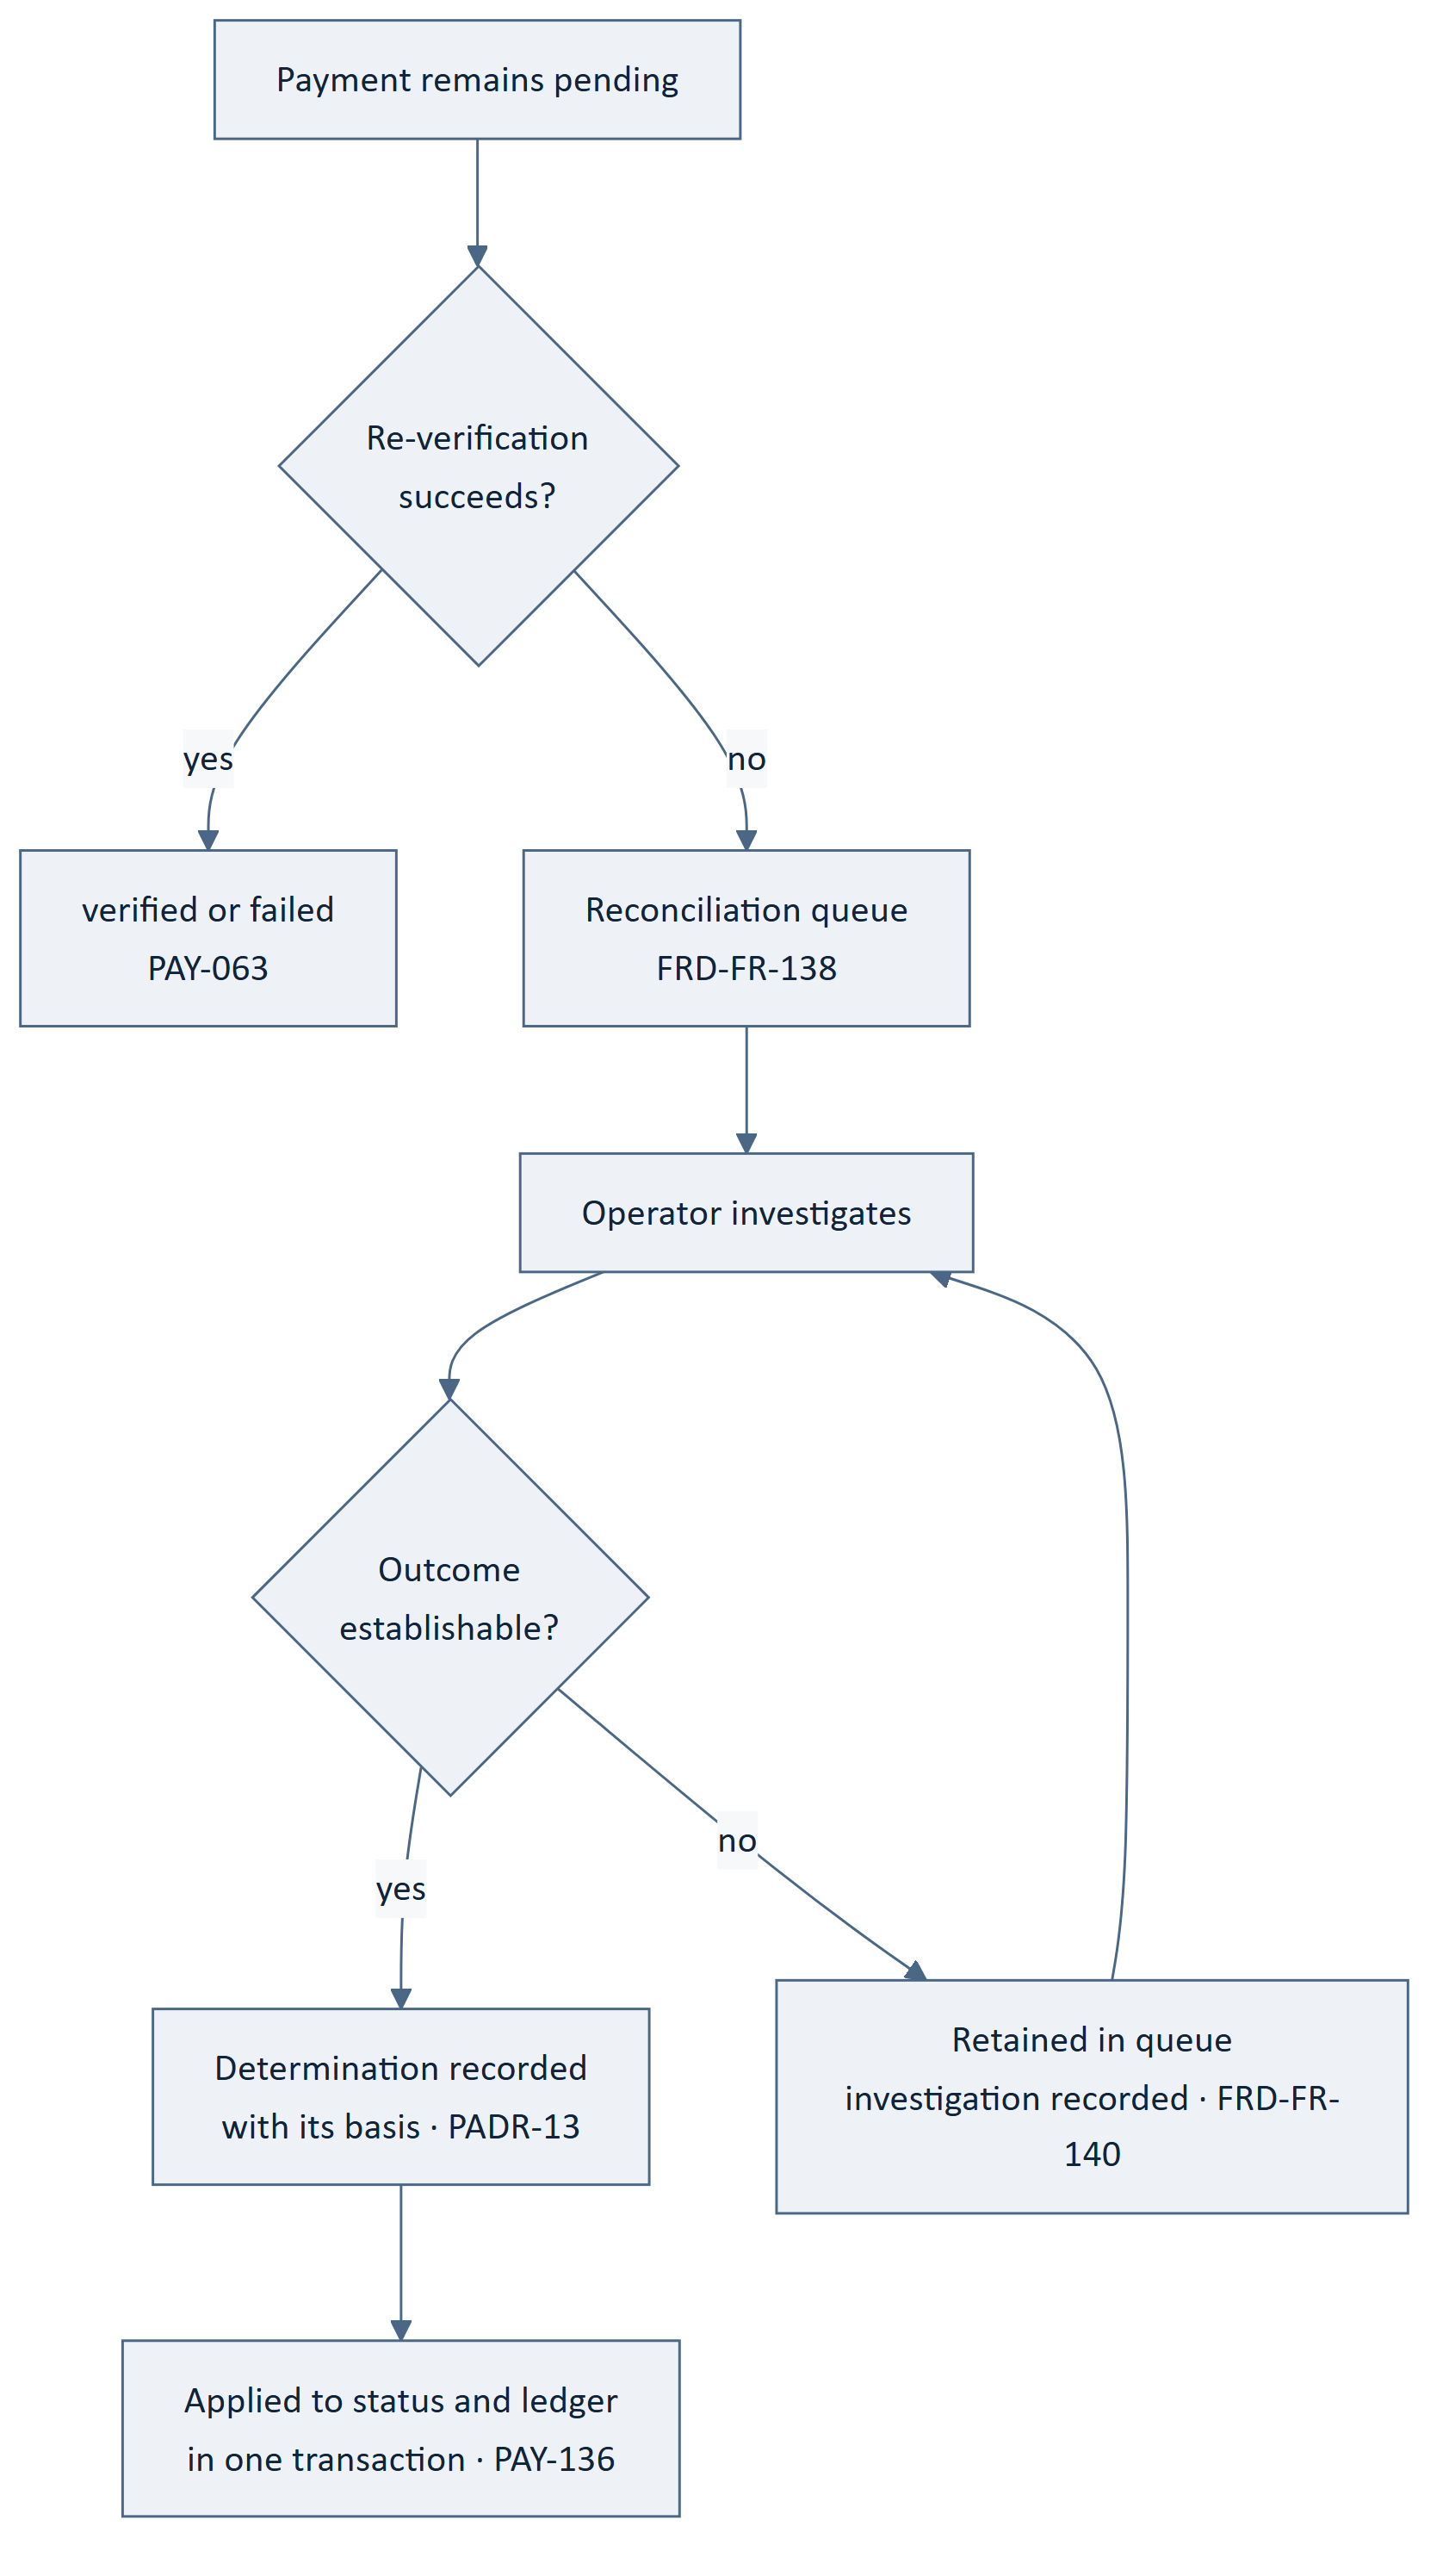 Payment remains pending
Re-verification
succeeds?
yes
no
verified or failed
PAY-063
Reconciliation queue
FRD-FR-138
Operator investigates
Outcome
establishable?
no
yes
Retained in queue
investigation recorded · FRD-FR-
140
Determination recorded
with its basis · PADR-13
Applied to status and ledger
in one transaction · PAY-136